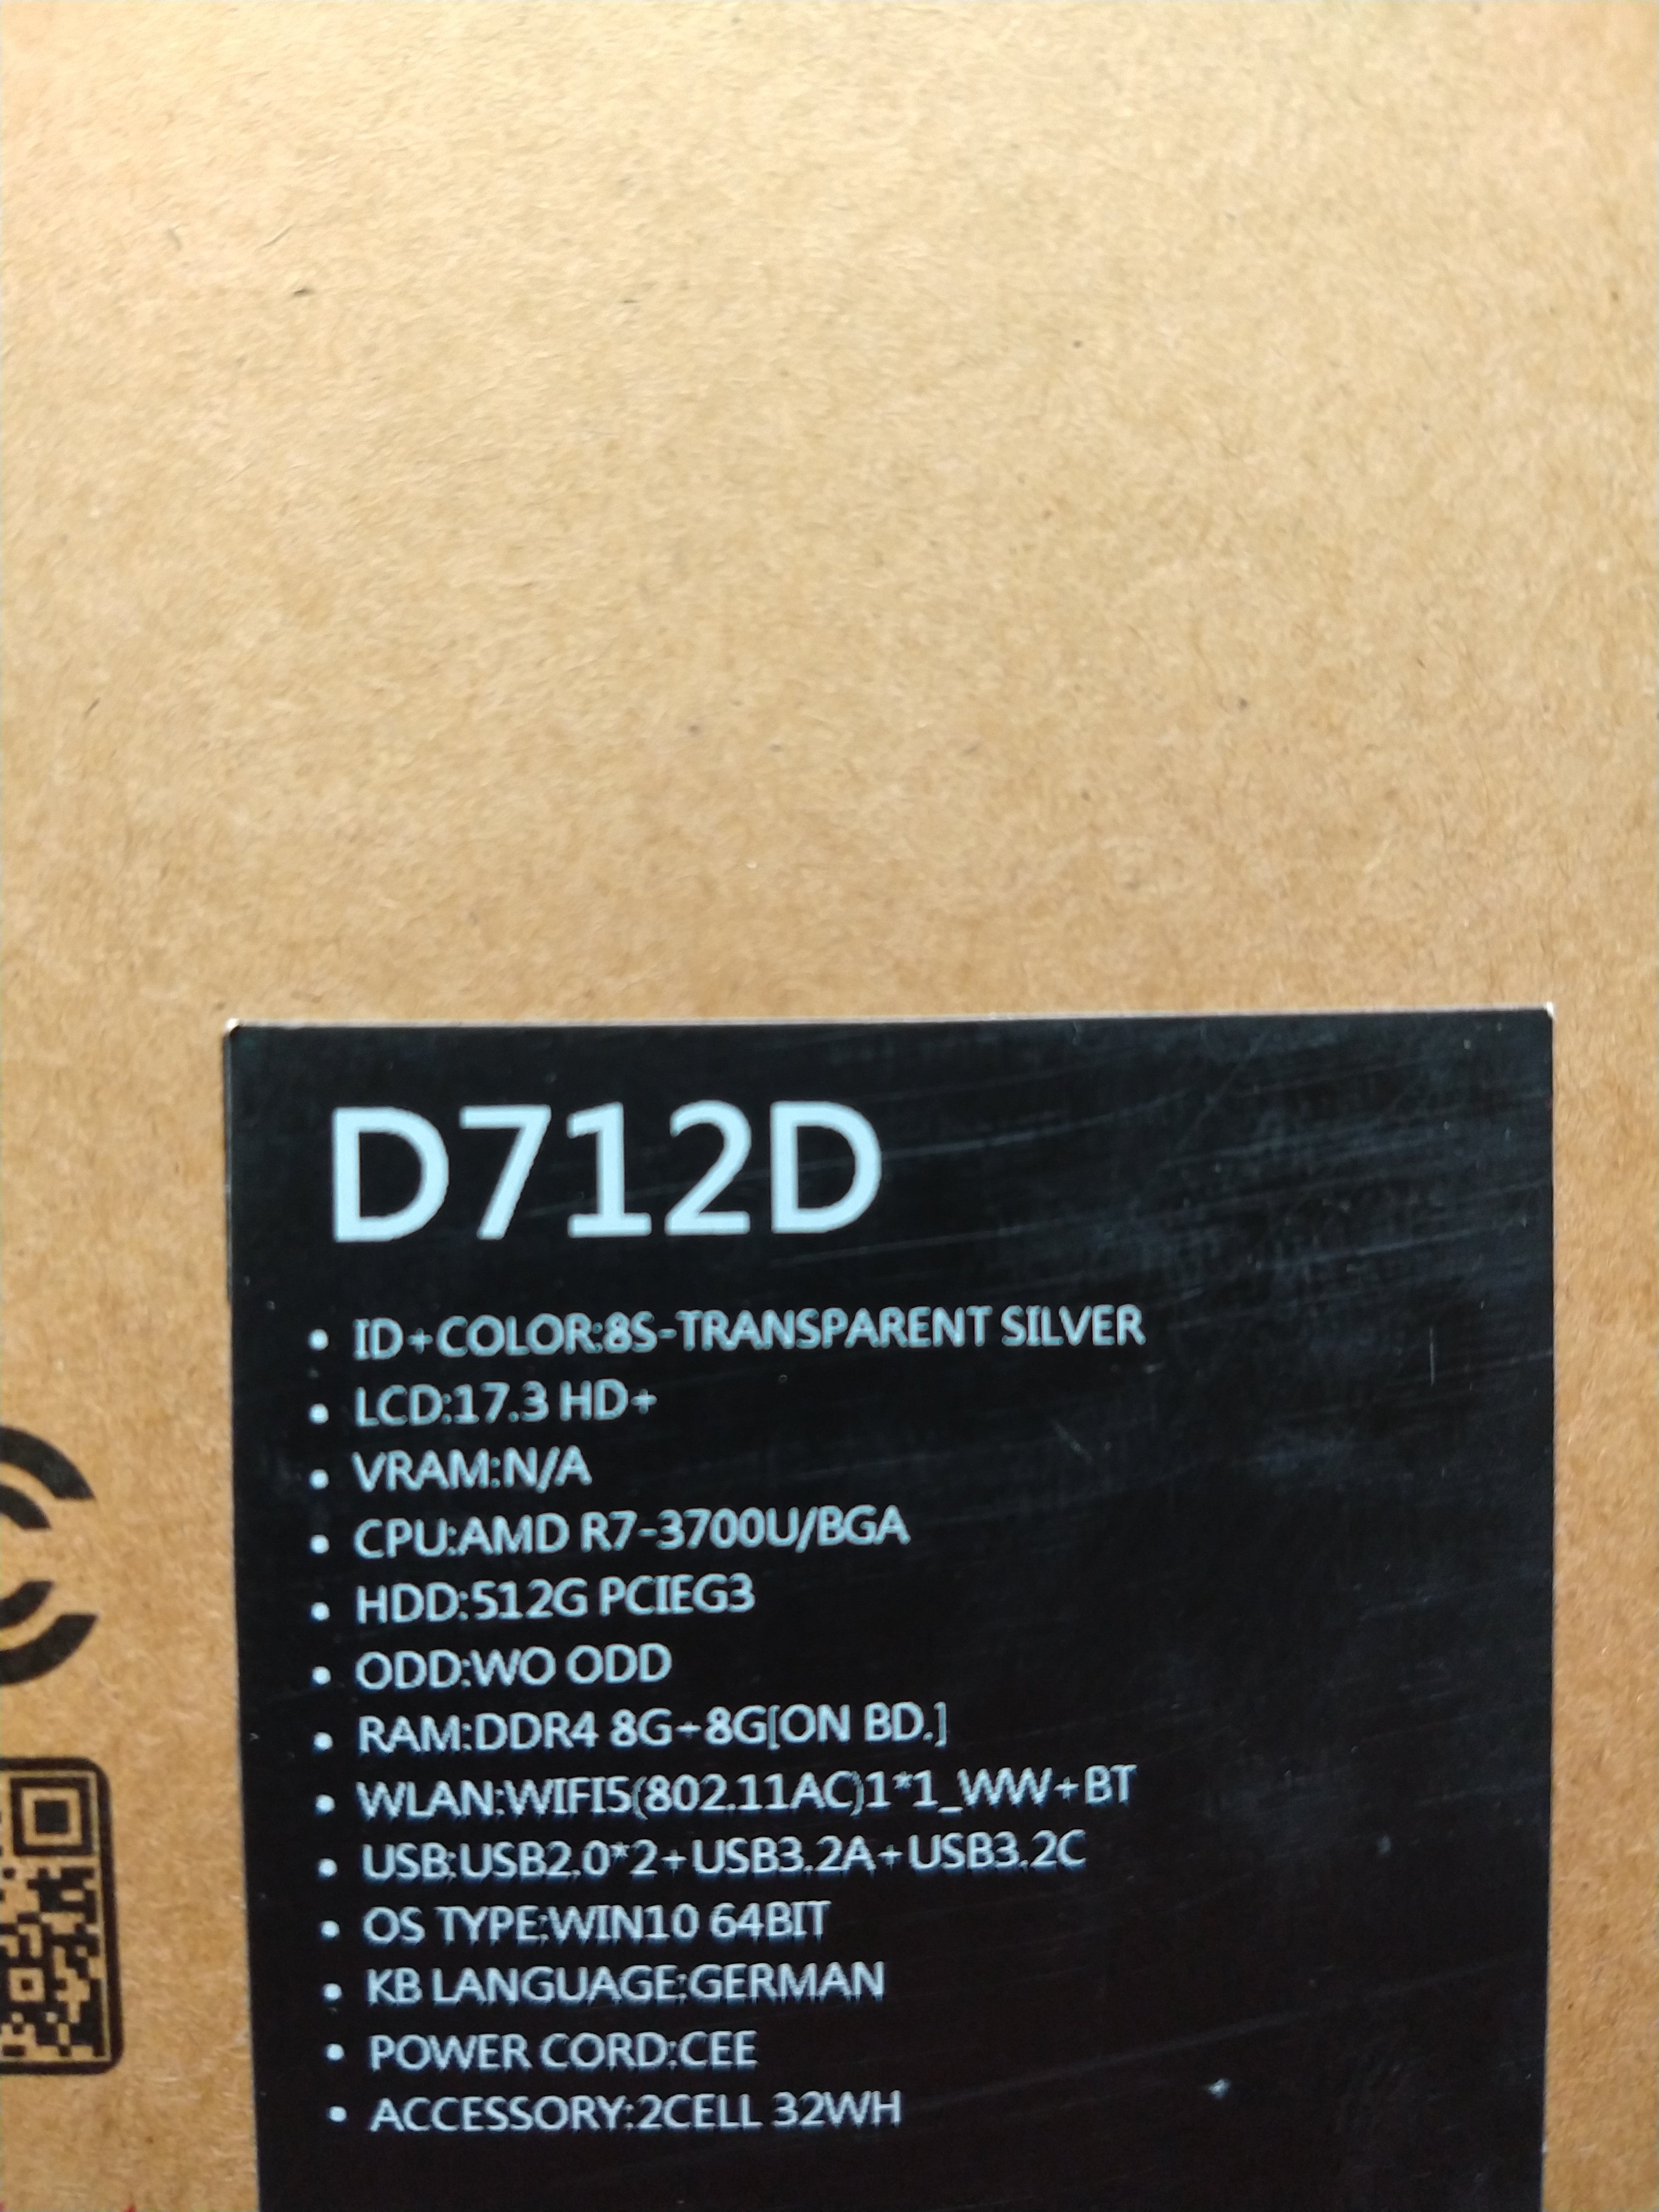 D712D
• ID+COLOR:8S-TRANSPARENT SILVER
• LCD:17.3 HD+
• VRAM:N/A
• CPU:AMD R7-3700U/BGA
• HDD:512G PCIEG3
• ODD:WO ODD
• RAM:DDR4 8G+8G[ON BD.]
• WLAN:WIFI5(802.11AC)1*1_WW+BT
• USB:USB2.0*2+USB3.2A+USB3.2C
• OS TYPE:WIN10 64BIT
• KB LANGUAGE:GERMAN
• POWER CORD:CEE
• ACCESSORY:2CELL 32WH